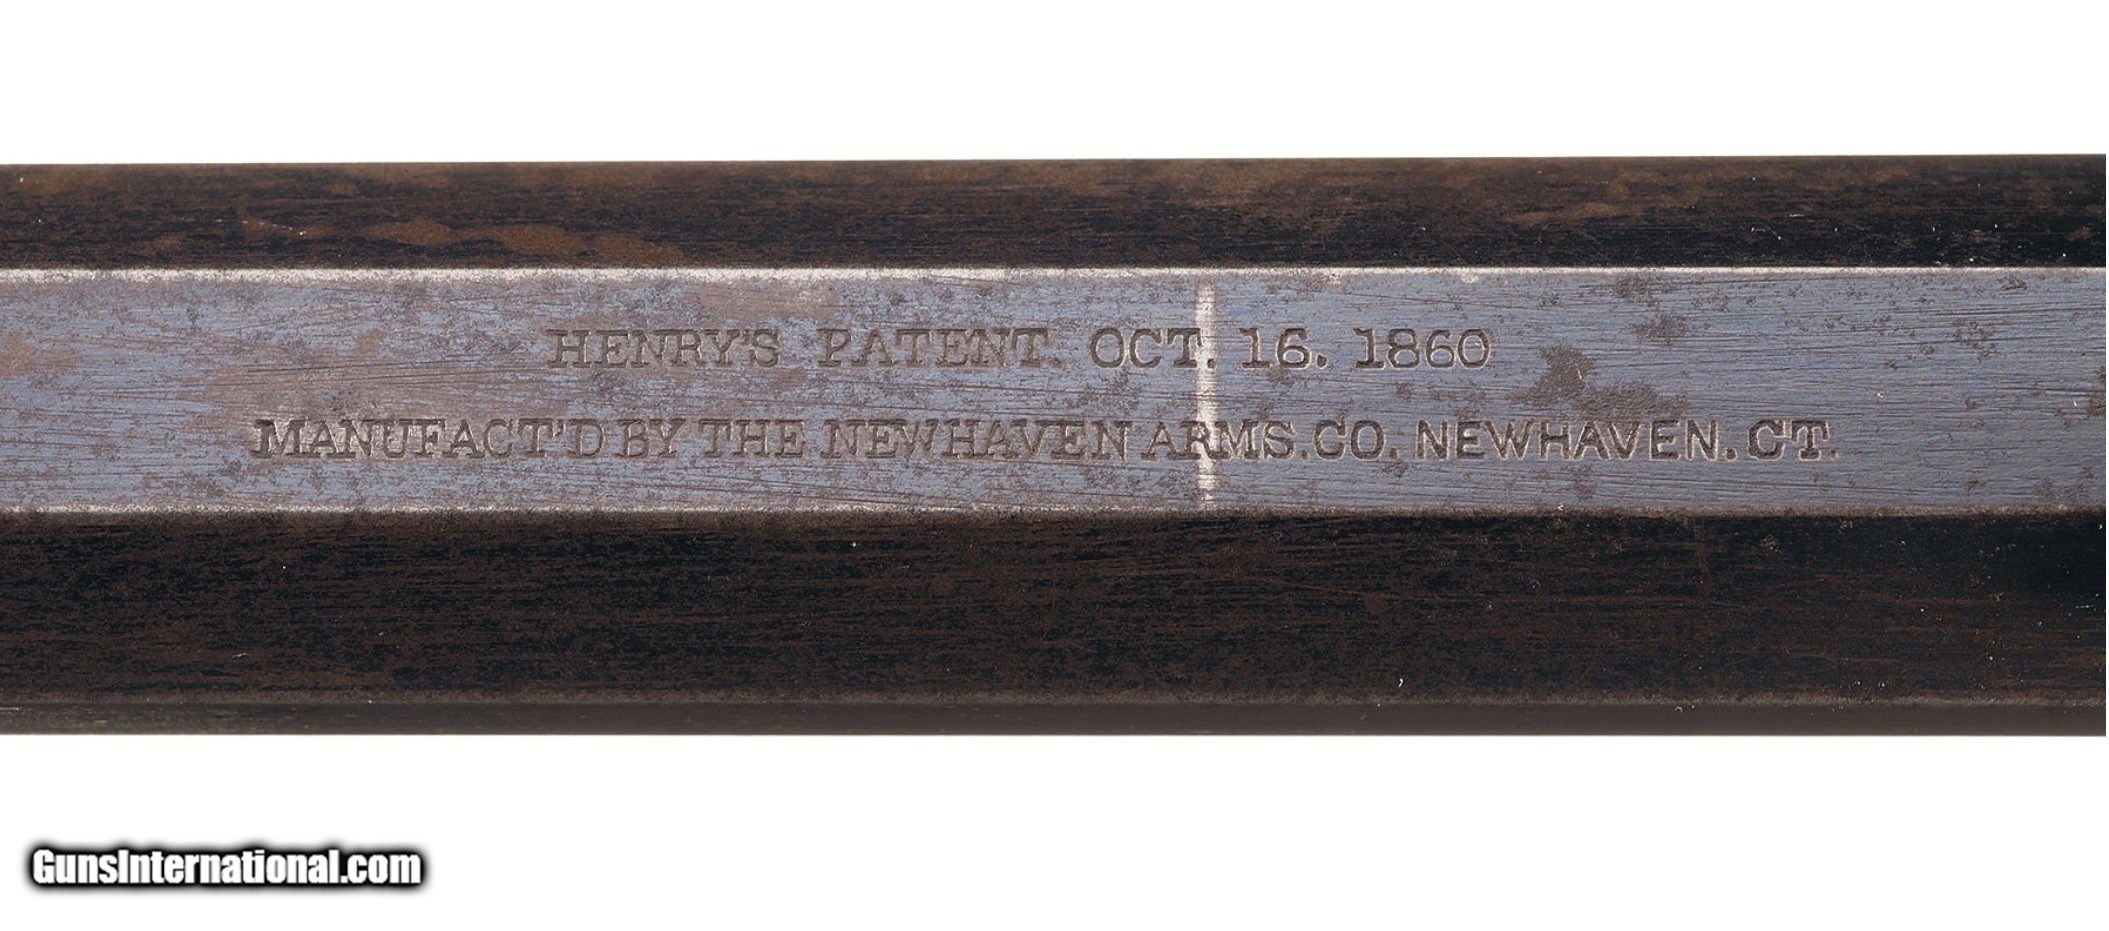 HENRY'S PATENT. OCT. 16. 1860
MANUFACT'D BY THE NEWHAVEN ARMS. CO. NEWHAVEN. CT.
GunsInternational.com